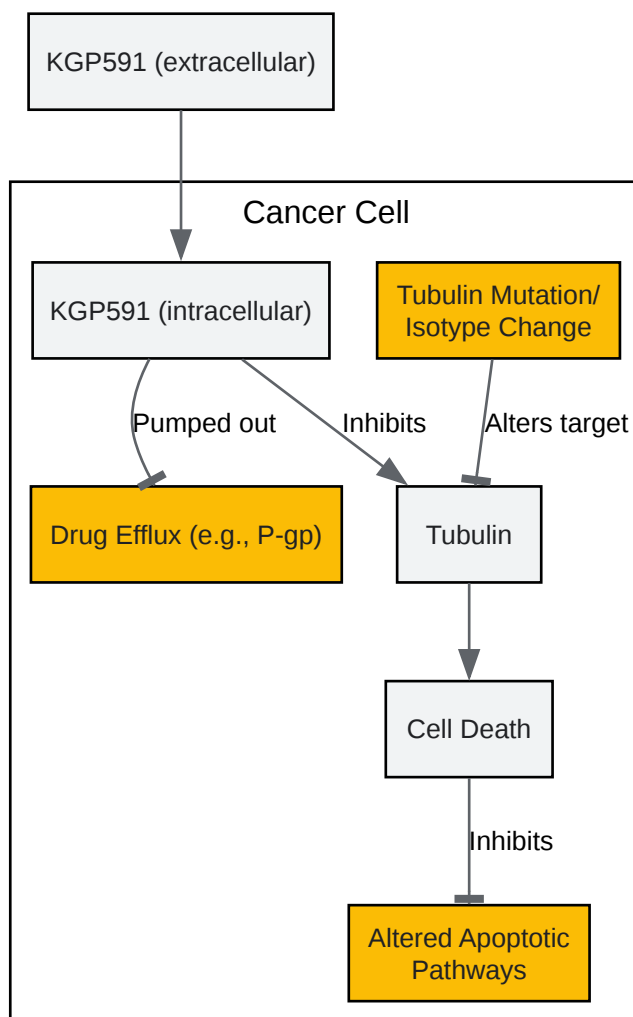 KGP591 (extracellular)
Cancer Cell
KGP591 (intracellular)
Tubulin Mutation/
Isotype Change
Pumped out
Inhibits
Alters target
Drug Efflux (e.g., P-gp)
Tubulin
Cell Death
Inhibits
Altered Apoptotic
Pathways